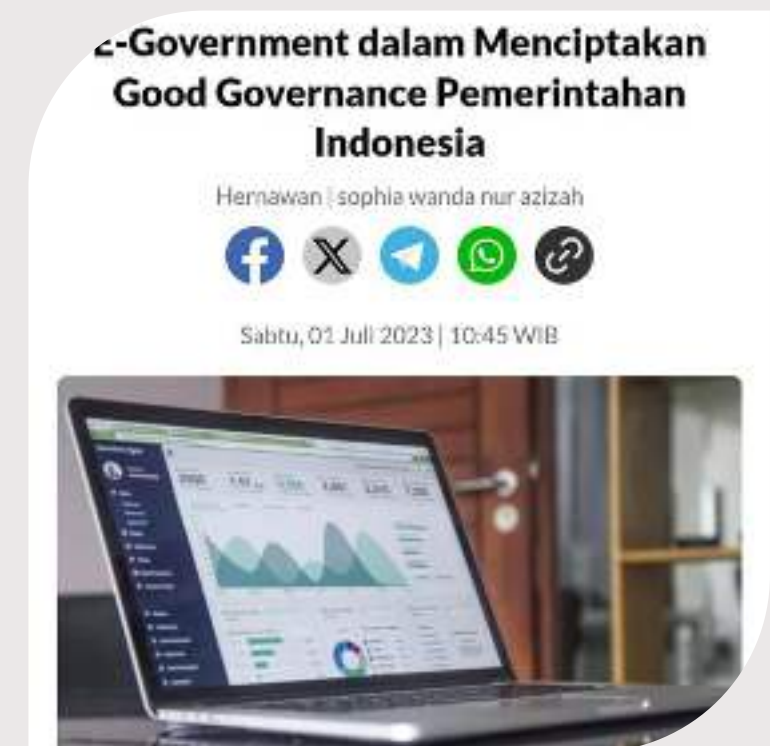 E-Government dalam Menciptakan
Good Governance Pemerintahan
Indonesia
Hernawan | sophia wanda nur azizah
Sabtu, 01 Juli 2023 | 10:45 WIB